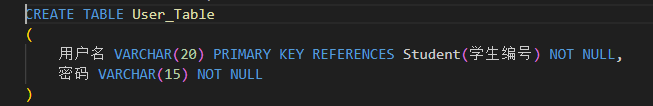 CREATE TABLE User_Table
(
用户名 VARCHAR(20) PRIMARY KEY REFERENCES Student(学生编号) NOT NULL,
密码 VARCHAR(15) NOT NULL
)